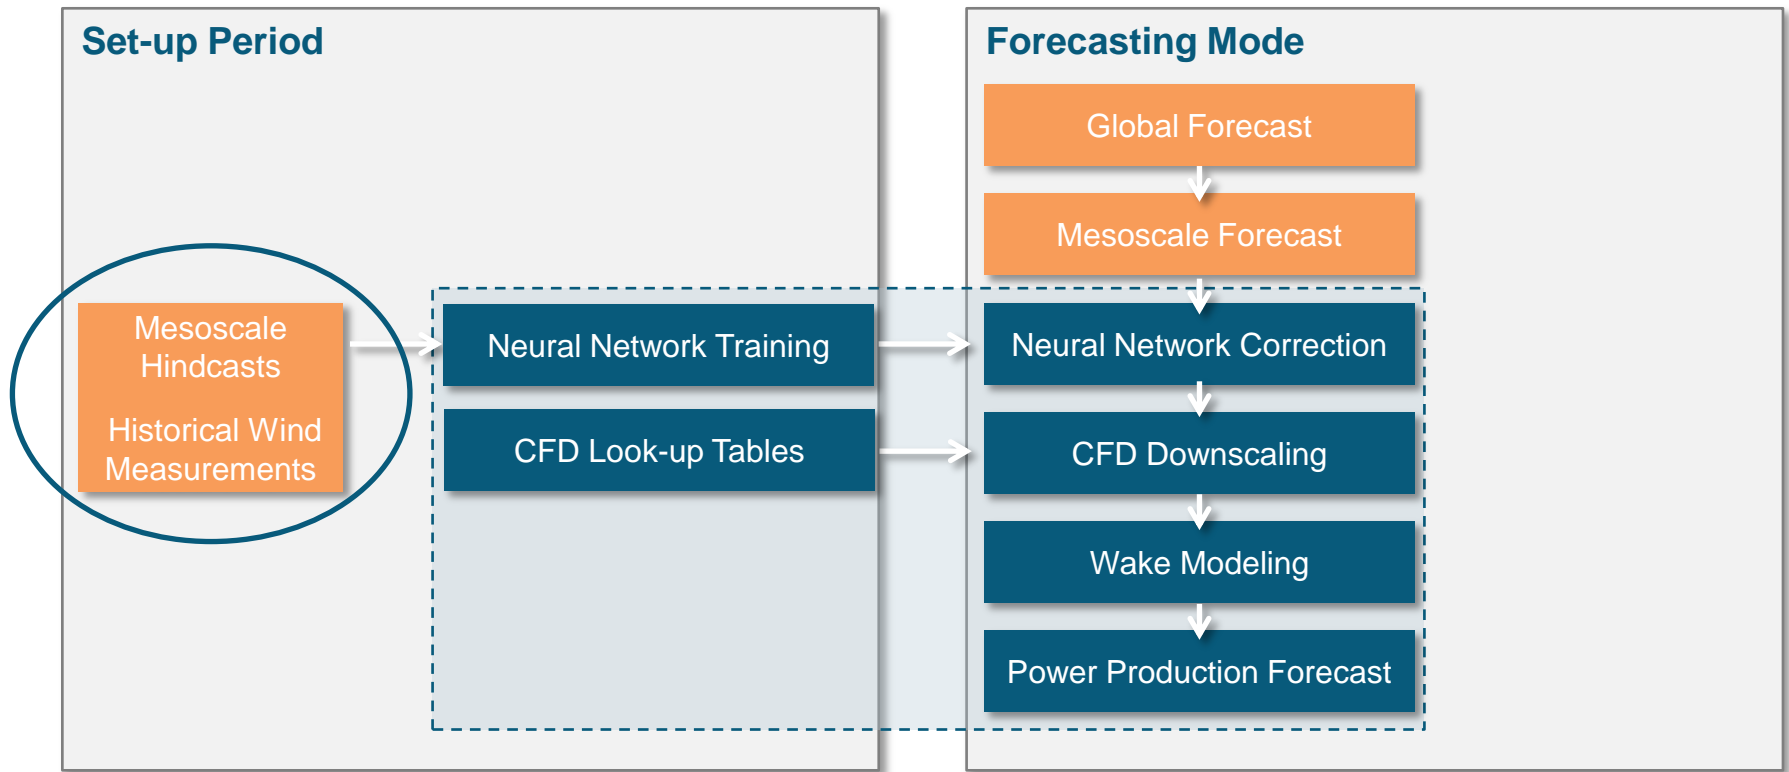 Set-up Period
Mesoscale
Hindcasts
Historical Wind
Measurements
Neural Network Training
CFD Look-up Tables
Forecasting Mode
Global Forecast
Mesoscale Forecast
Neural Network Correction
CFD Downscaling
Wake Modeling
Power Production Forecast